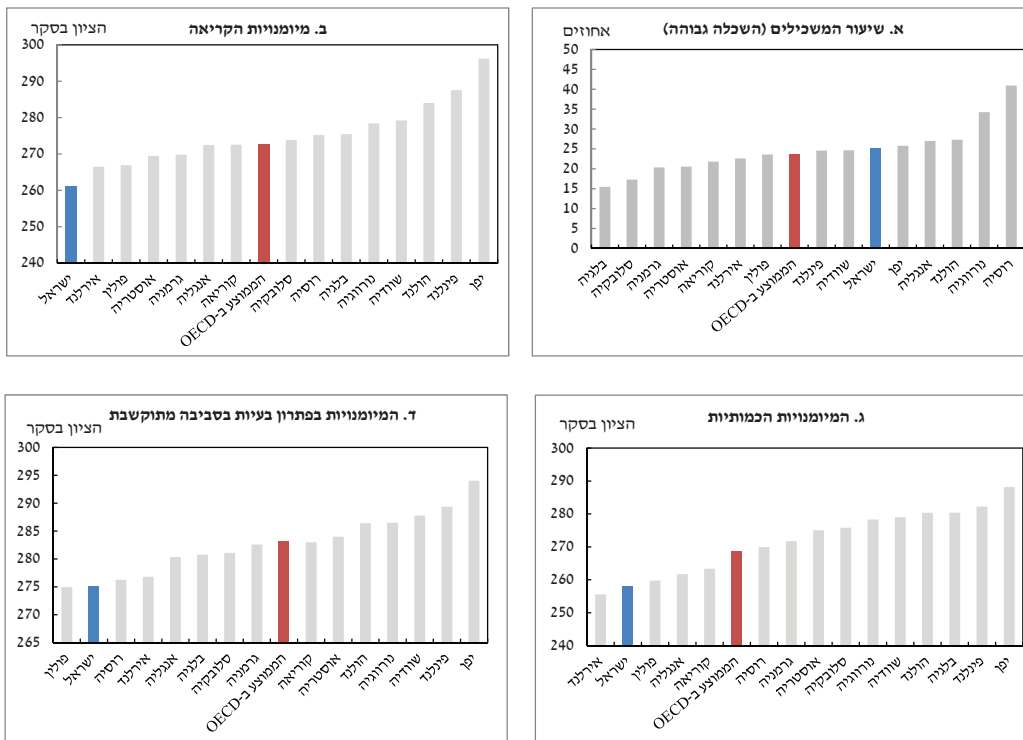 א. שיעור המשכילים (השכלה גבוהה)
אחוזים
50
45
40
35
30
25
20
15
10
5
0
בלגיה
סלובקיה
גרמניה
אוסטריה
קוריאה
אירלנד
פולין
הממוצע ב-OECD
פינלנד
שוודיה
ישראל
יפן
אנגליה
הולנד
נורווגיה
רוסיה
ב. מיומנויות הקריאה
הציון בסקר
300
290
280
270
260
250
240
ישראל
אירלנד
פולין
אוסטריה
גרמניה
אנגליה
קוריאה
הממוצע ב-OECD
סלובקיה
רוסיה
בלגיה
נורווגיה
שוודיה
הולנד
פינלנד
יפן
ג. המיומנויות הכמותיות
הציון בסקר
300
290
280
270
260
250
240
אירלנד
ישראל
פולין
אנגליה
קוריאה
הממוצע ב-OECD
רוסיה
גרמניה
אוסטריה
סלובקיה
נורווגיה
שוודיה
הולנד
בלגיה
פינלנד
יפן
ד. המיומנויות בפתרון בעיות בסביבה מתוקשבת
הציון בסקר
300
295
290
285
280
275
270
265
פולין
ישראל
רוסיה
אירלנד
אנגליה
בלגיה
סלובקיה
גרמניה
הממוצע ב-OECD
קוריאה
אוסטריה
הולנד
נורווגיה
שוודיה
פינלנד
יפן